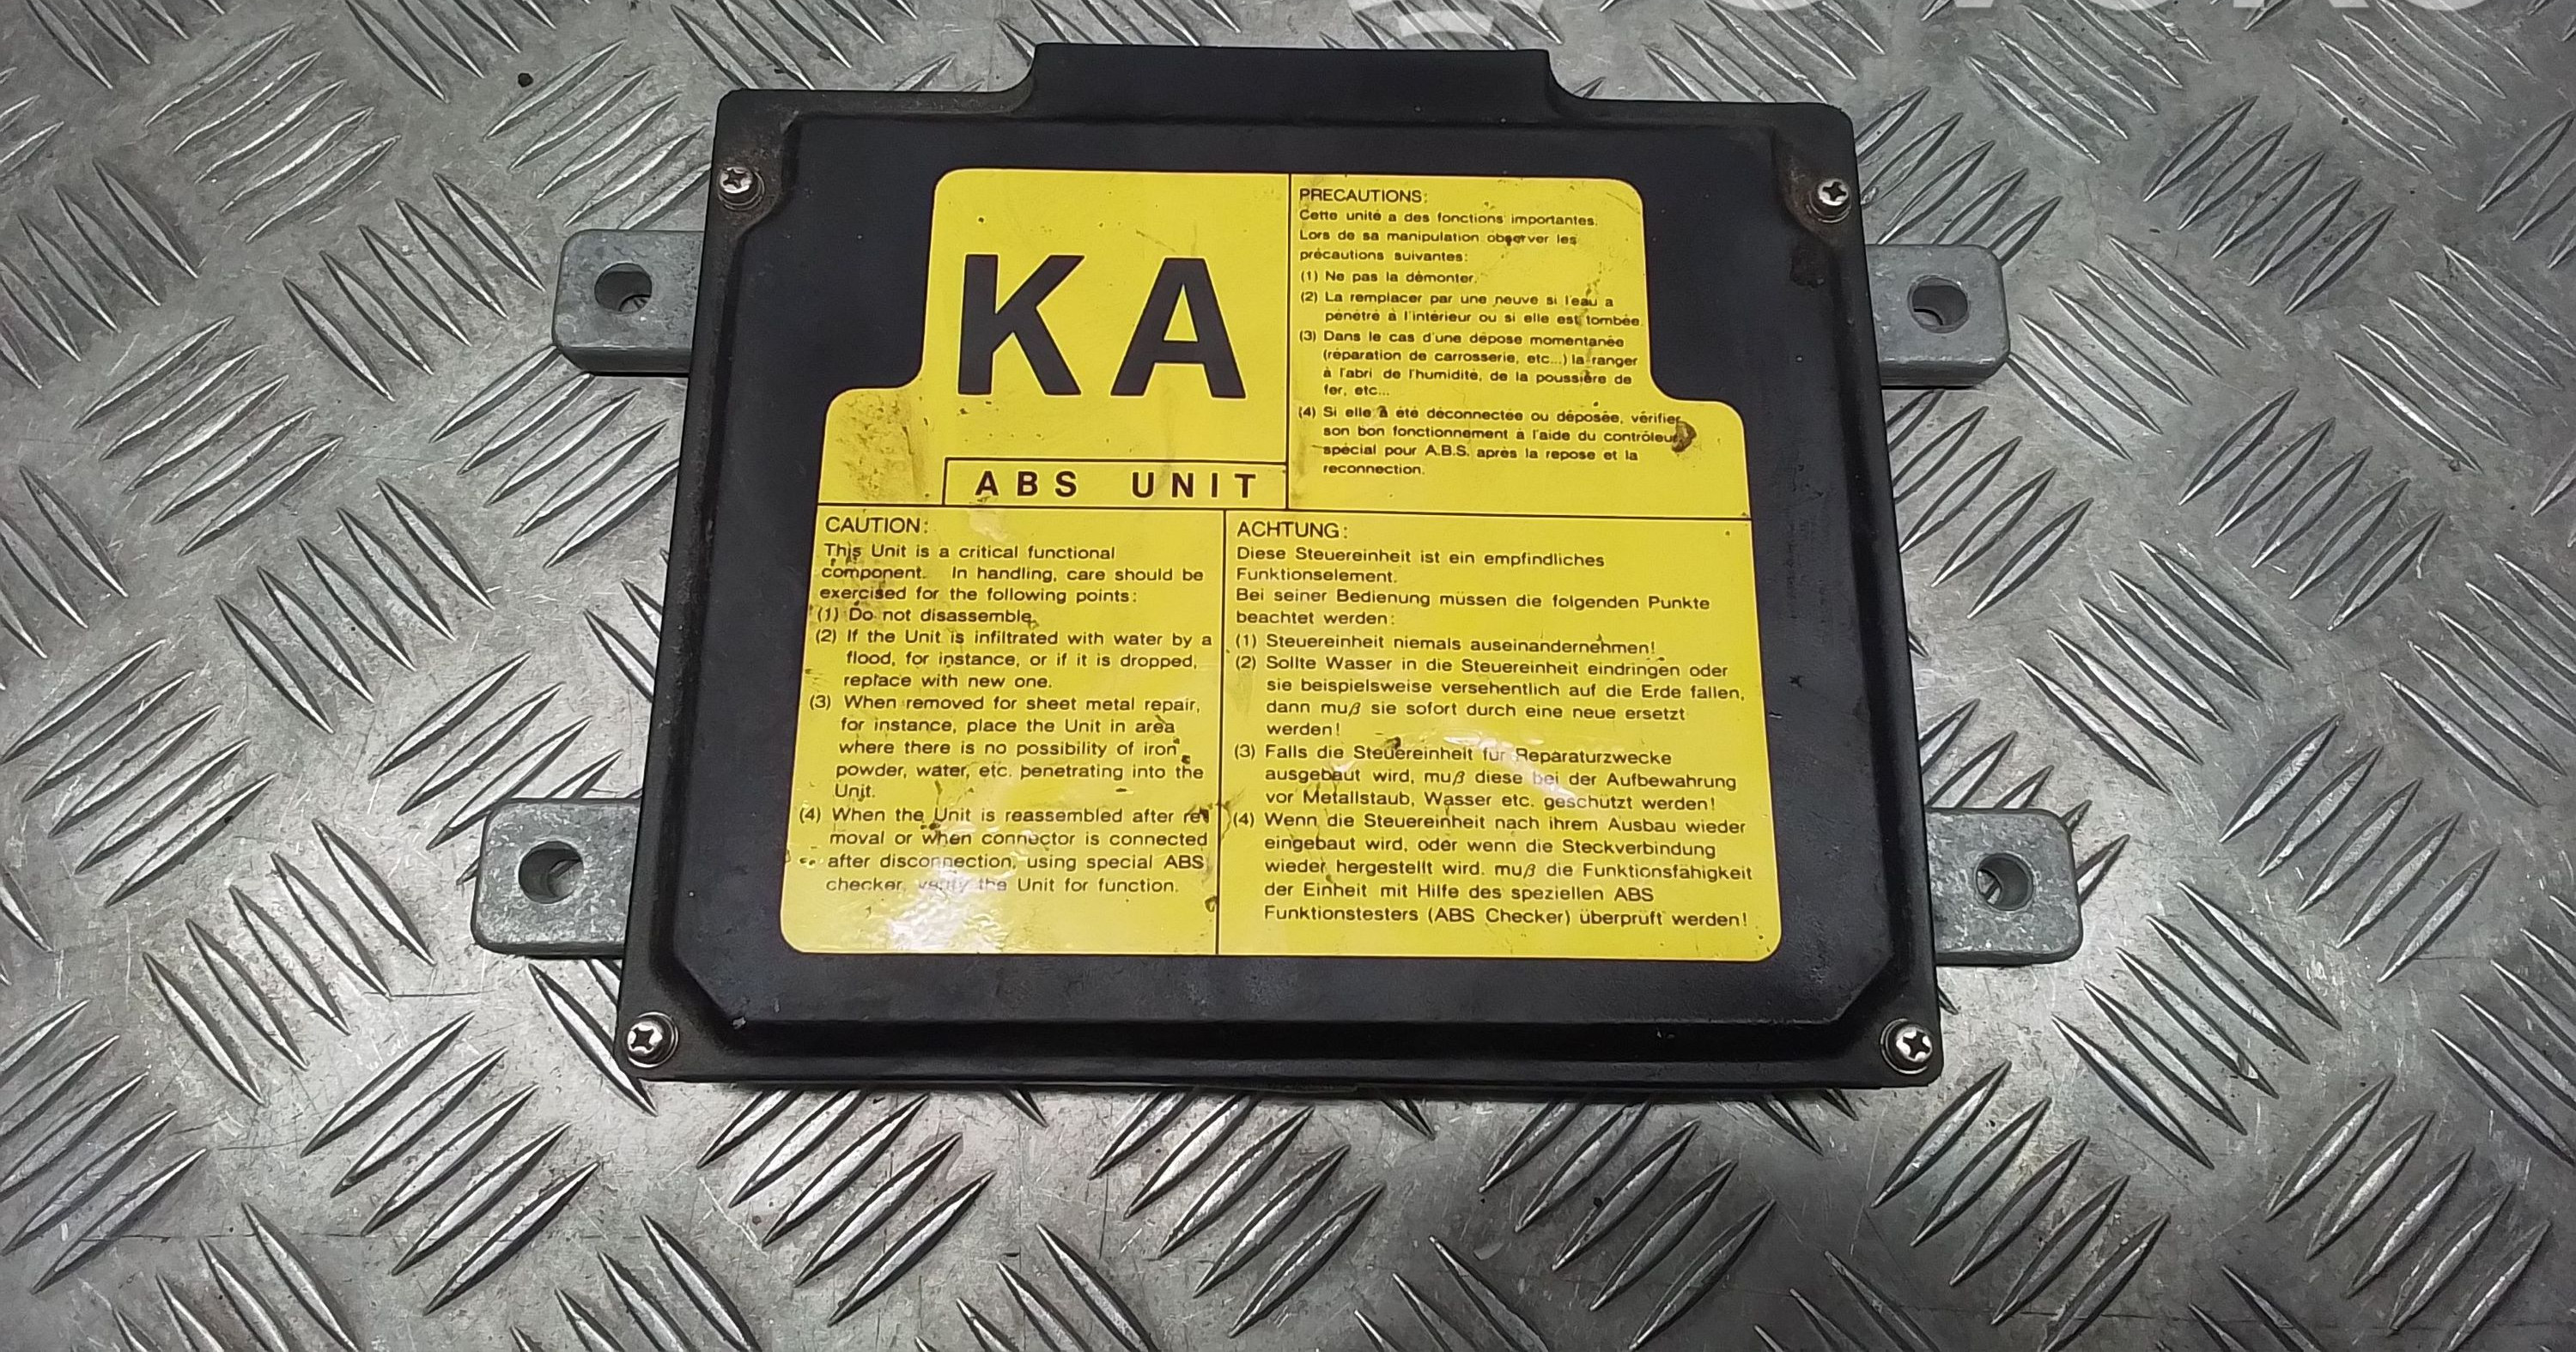 KA
ABS UNIT
PRECAUTIONS:
Cette unité a des fonctions importantes.
Lors de sa manipulation observer les
précautions suivantes:
(1) Ne pas la démonter.
(2) La remplacer par une neuve si l'eau a
pénétré à l'intérieur ou si elle est tombée.
(3) Dans le cas d'une dépose momentanée
(réparation de carrosserie, etc...) la ranger
à l'abri de l'humidité, de la poussière de
fer, etc...
(4) Si elle à été déconnectée ou déposée, vérifier
son bon fonctionnement à l'aide du contrôleur
spécial pour A.B.S. après la repose et la
reconnection.
CAUTION:
This Unit is a critical functional
component. In handling, care should be
exercised for the following points:
(1) Do not disassemble.
(2) If the Unit is infiltrated with water by a
flood, for instance, or if it is dropped,
replace with new one.
(3) When removed for sheet metal repair,
for instance, place the Unit in area
where there is no possibility of iron
powder, water, etc. penetrating into the
Unit.
(4) When the Unit is reassembled after re-
moval or when connector is connected
after disconnection, using special ABS
checker, verify the Unit for function.
ACHTUNG:
Diese Steuereinheit ist ein empfindliches
Funktionselement.
Bei seiner Bedienung müssen die folgenden Punkte
beachtet werden:
(1) Steuereinheit niemals auseinandernehmen!
(2) Sollte Wasser in die Steuereinheit eindringen oder
sie beispielsweise versehentlich auf die Erde fallen,
dann muß sie sofort durch eine neue ersetzt
werden!
(3) Falls die Steuereinheit für Reparaturzwecke
ausgebaut wird, muß diese bei der Aufbewahrung
vor Metallstaub, Wasser etc. geschützt werden!
(4) Wenn die Steuereinheit nach ihrem Ausbau wieder
eingebaut wird, oder wenn die Steckverbindung
wieder hergestellt wird. muß die Funktionsfähigkeit
der Einheit mit Hilfe des speziellen ABS
Funktionstesters (ABS Checker) überprüft werden!